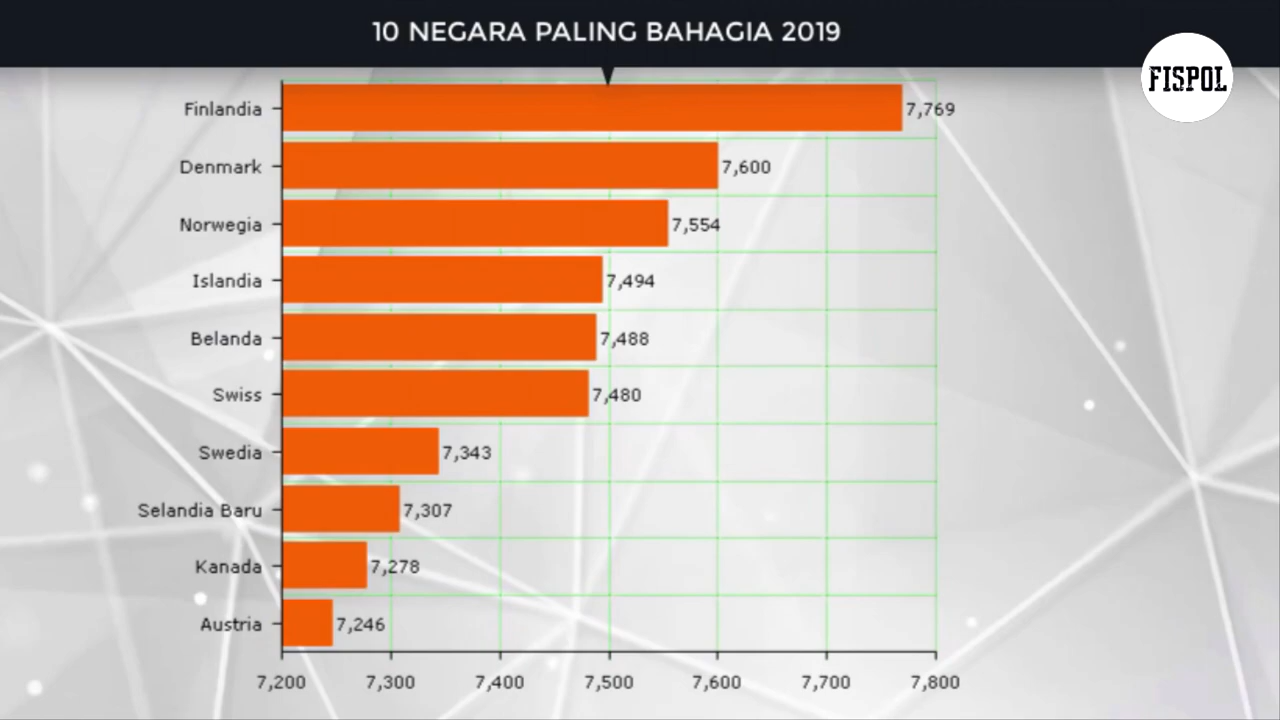 10 NEGARA PALING BAHAGIA 2019
FISPOL
Finlandia 7,769
Denmark 7,600
Norwegia 7,554
Islandia 7,494
Belanda 7,488
Swiss 7,480
Swedia 7,343
Selandia Baru 7,307
Kanada 7,278
Austria 7,246
7,200 7,300 7,400 7,500 7,600 7,700 7,800